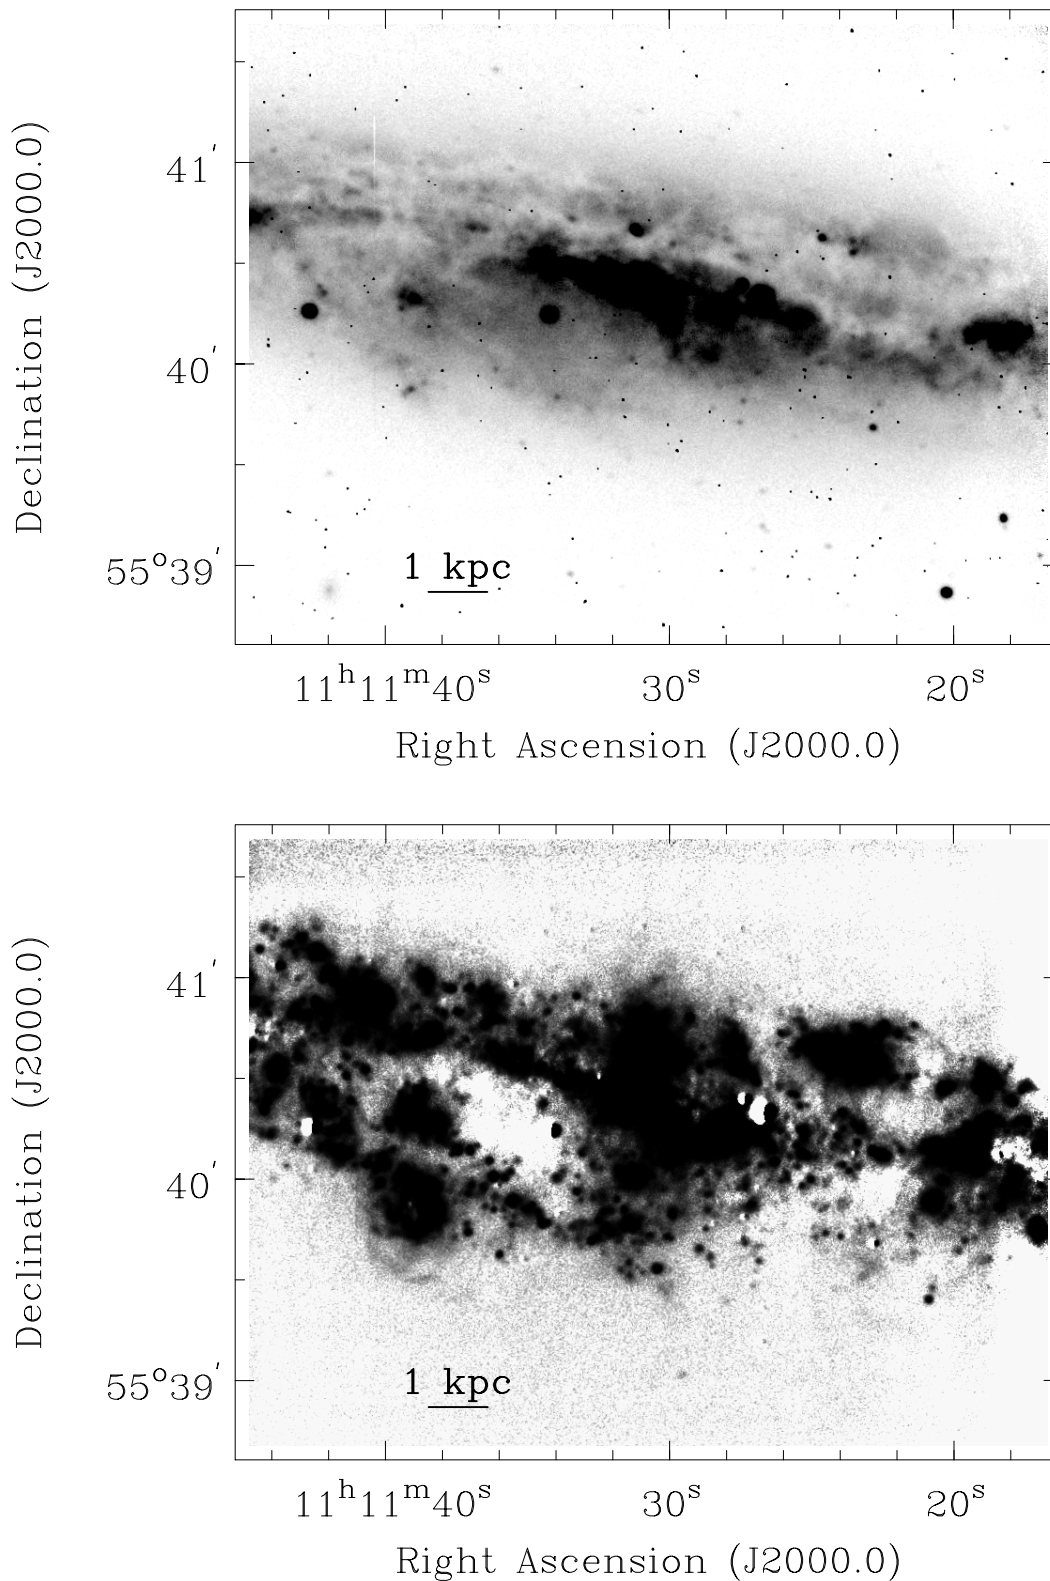 Declination (J2000.0)
41′
40′
55°39′
1 kpc
11ʰ11ᵐ40ˢ 30ˢ 20ˢ
Right Ascension (J2000.0)
Declination (J2000.0)
41′
40′
55°39′
1 kpc
11ʰ11ᵐ40ˢ 30ˢ 20ˢ
Right Ascension (J2000.0)